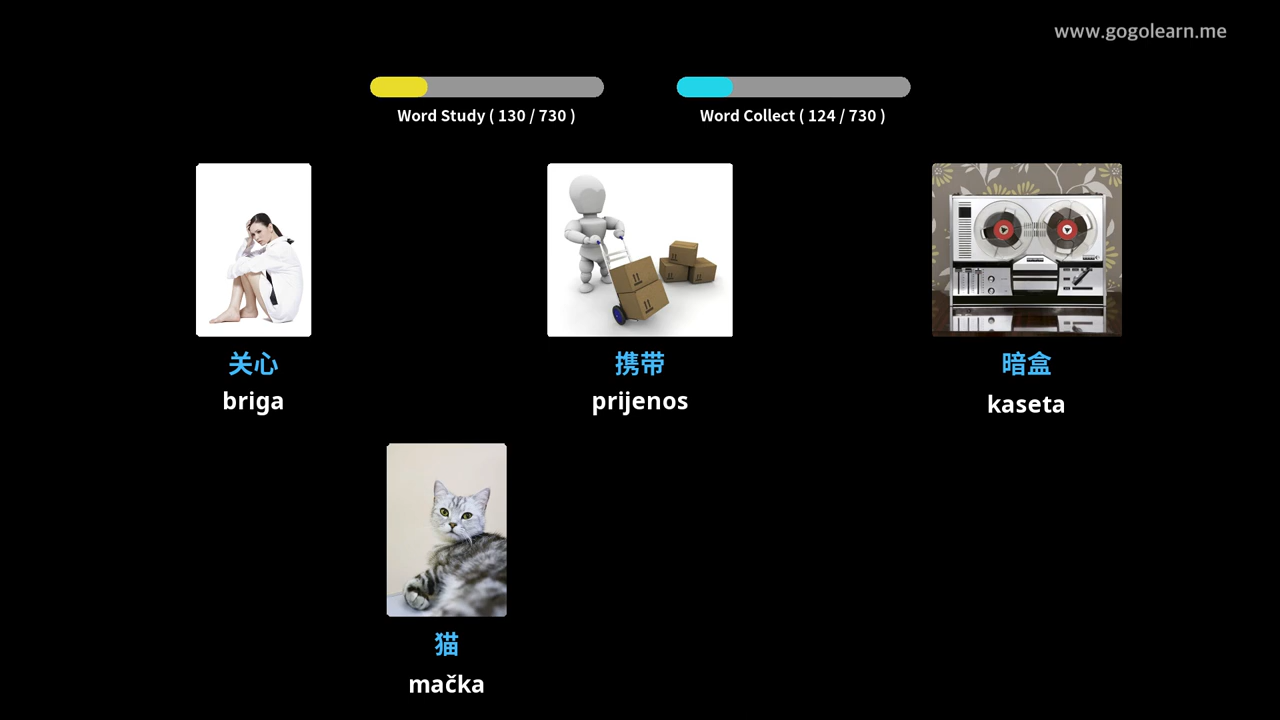 www.gogolearn.me
Word Study ( 130 / 730 )
Word Collect ( 124 / 730 )
关心
briga
携带
prijenos
暗盒
kaseta
猫
mačka